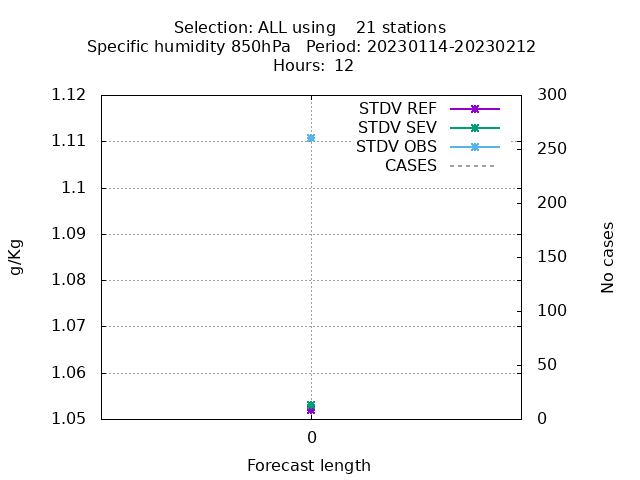 Selection: ALL using    21 stations
Specific humidity 850hPa   Period: 20230114-20230212
Hours:  12
1.12
1.11
1.1
1.09
1.08
1.07
1.06
1.05
300
250
200
150
100
50
0
STDV REF
STDV SEV
STDV OBS
CASES
g/Kg
No cases
0
Forecast length